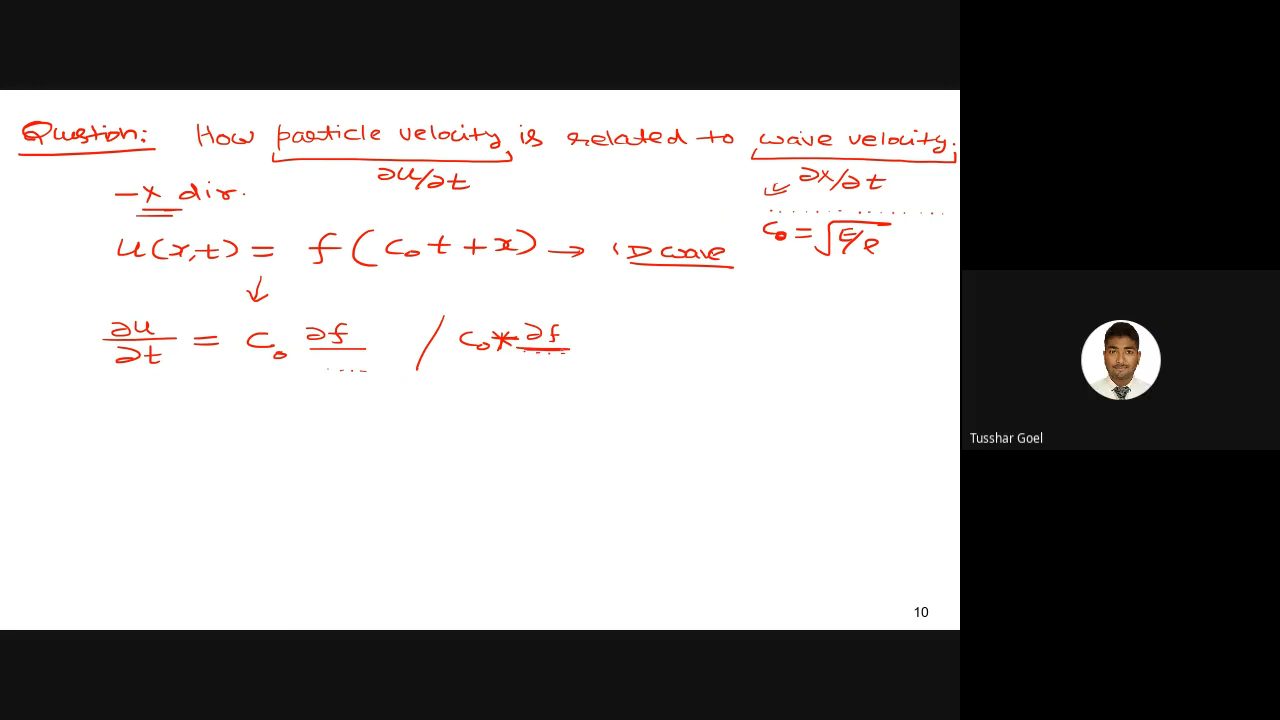 Question: How particle velocity is related to wave velocity.
∂u/∂t ∂x/∂t
-x dir.
C₀ = √E/ρ
u(x,t) = f(C₀t + x) → 1D wave
↓
∂u/∂t = C₀ ∂f / C₀*∂f
10
Tusshar Goel